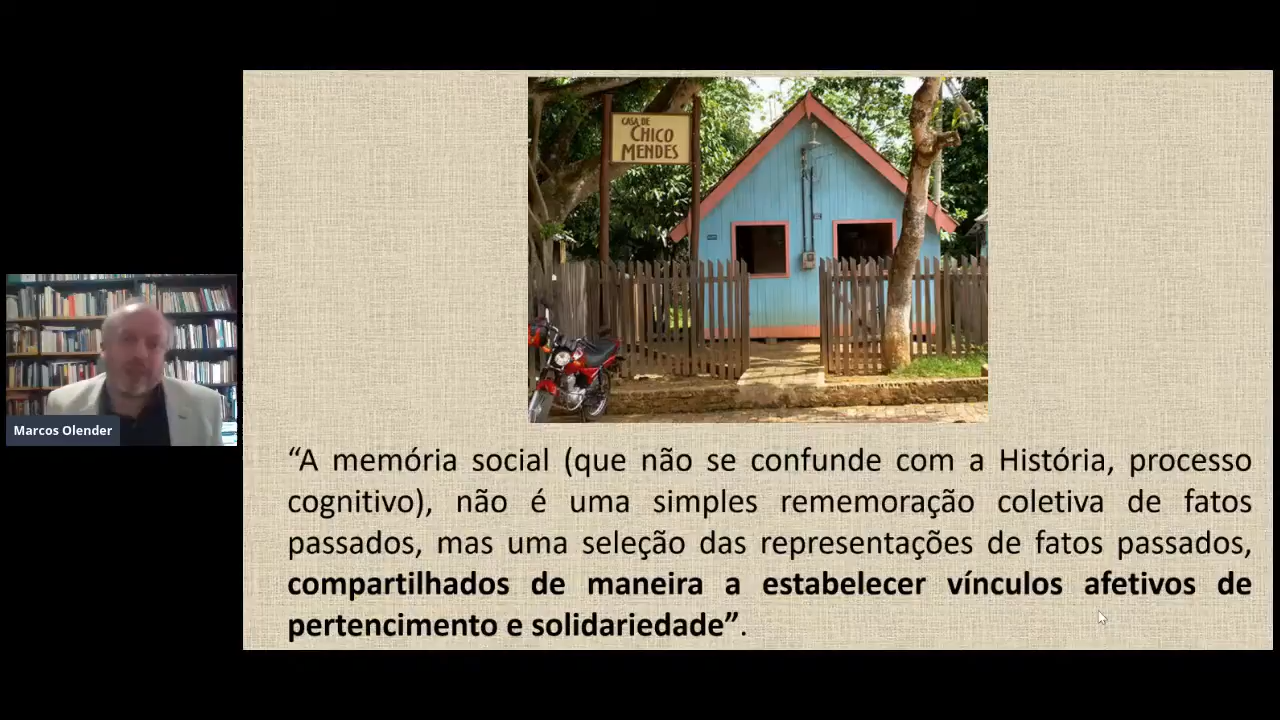 CASA DE
CHICO
MENDES
Marcos Olender
“A memória social (que não se confunde com a História, processo
cognitivo), não é uma simples rememoração coletiva de fatos
passados, mas uma seleção das representações de fatos passados,
compartilhados de maneira a estabelecer vínculos afetivos de
pertencimento e solidariedade”.